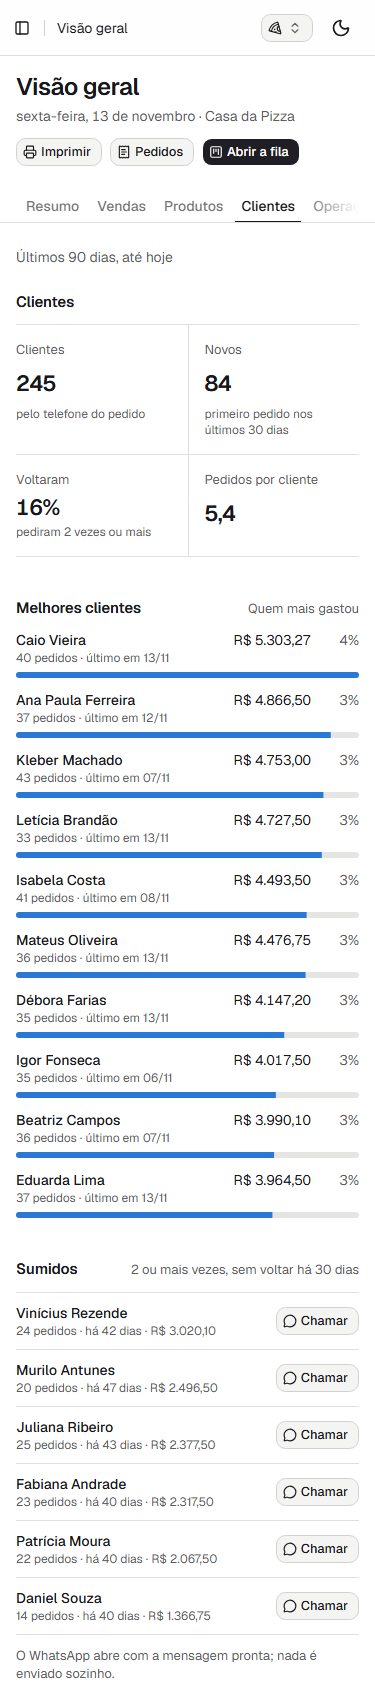 Visão geral
Visão geral
sexta-feira, 13 de novembro · Casa da Pizza
Imprimir
Pedidos
Abrir a fila
Resumo Vendas Produtos Clientes Opera
Últimos 90 dias, até hoje
Clientes
Clientes
245
pelo telefone do pedido
Novos
84
primeiro pedido nos
últimos 30 dias
Voltaram
16%
pediram 2 vezes ou mais
Pedidos por cliente
5,4
Melhores clientes Quem mais gastou
Caio Vieira R$ 5.303,27 4%
40 pedidos · último em 13/11
Ana Paula Ferreira R$ 4.866,50 3%
37 pedidos · último em 12/11
Kleber Machado R$ 4.753,00 3%
43 pedidos · último em 07/11
Letícia Brandão R$ 4.727,50 3%
33 pedidos · último em 13/11
Isabela Costa R$ 4.493,50 3%
41 pedidos · último em 08/11
Mateus Oliveira R$ 4.476,75 3%
36 pedidos · último em 13/11
Débora Farias R$ 4.147,20 3%
35 pedidos · último em 13/11
Igor Fonseca R$ 4.017,50 3%
35 pedidos · último em 06/11
Beatriz Campos R$ 3.990,10 3%
36 pedidos · último em 07/11
Eduarda Lima R$ 3.964,50 3%
37 pedidos · último em 13/11
Sumidos 2 ou mais vezes, sem voltar há 30 dias
Vinícius Rezende
24 pedidos · há 42 dias · R$ 3.020,10
Chamar
Murilo Antunes
20 pedidos · há 47 dias · R$ 2.496,50
Chamar
Juliana Ribeiro
25 pedidos · há 43 dias · R$ 2.377,50
Chamar
Fabiana Andrade
23 pedidos · há 40 dias · R$ 2.317,50
Chamar
Patrícia Moura
22 pedidos · há 40 dias · R$ 2.067,50
Chamar
Daniel Souza
14 pedidos · há 40 dias · R$ 1.366,75
Chamar
O WhatsApp abre com a mensagem pronta; nada é
enviado sozinho.